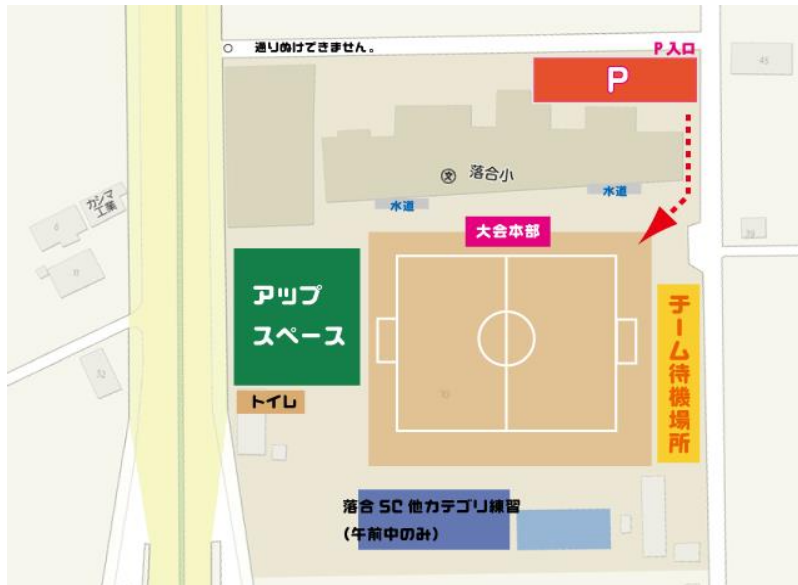 通りぬけできません。
P入口
P
45
落合小
水道
水道
カシマ
工業
大会本部
アップ
スペース
チーム待機場所
トイレ
落合SC他カテゴリ練習
(午前中のみ)